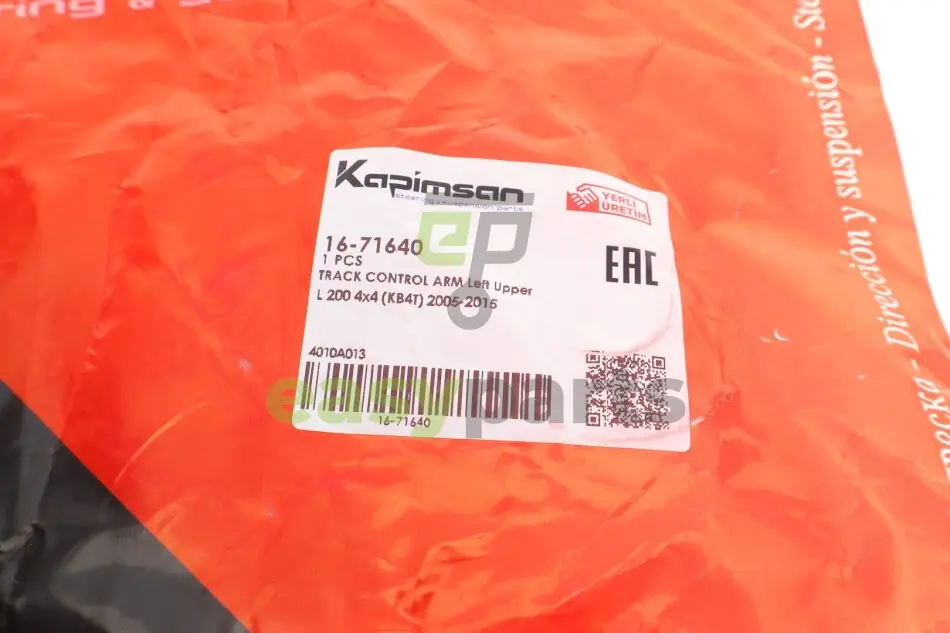 Kapimsan
steering & suspension parts
YERLİ
ÜRETİM
16-71640
1 PCS
TRACK CONTROL ARM Left Upper
L 200 4x4 (KB4T) 2005-2015
EAC
4010A013
16-71640
ep
easyparts
Dirección y suspensión -